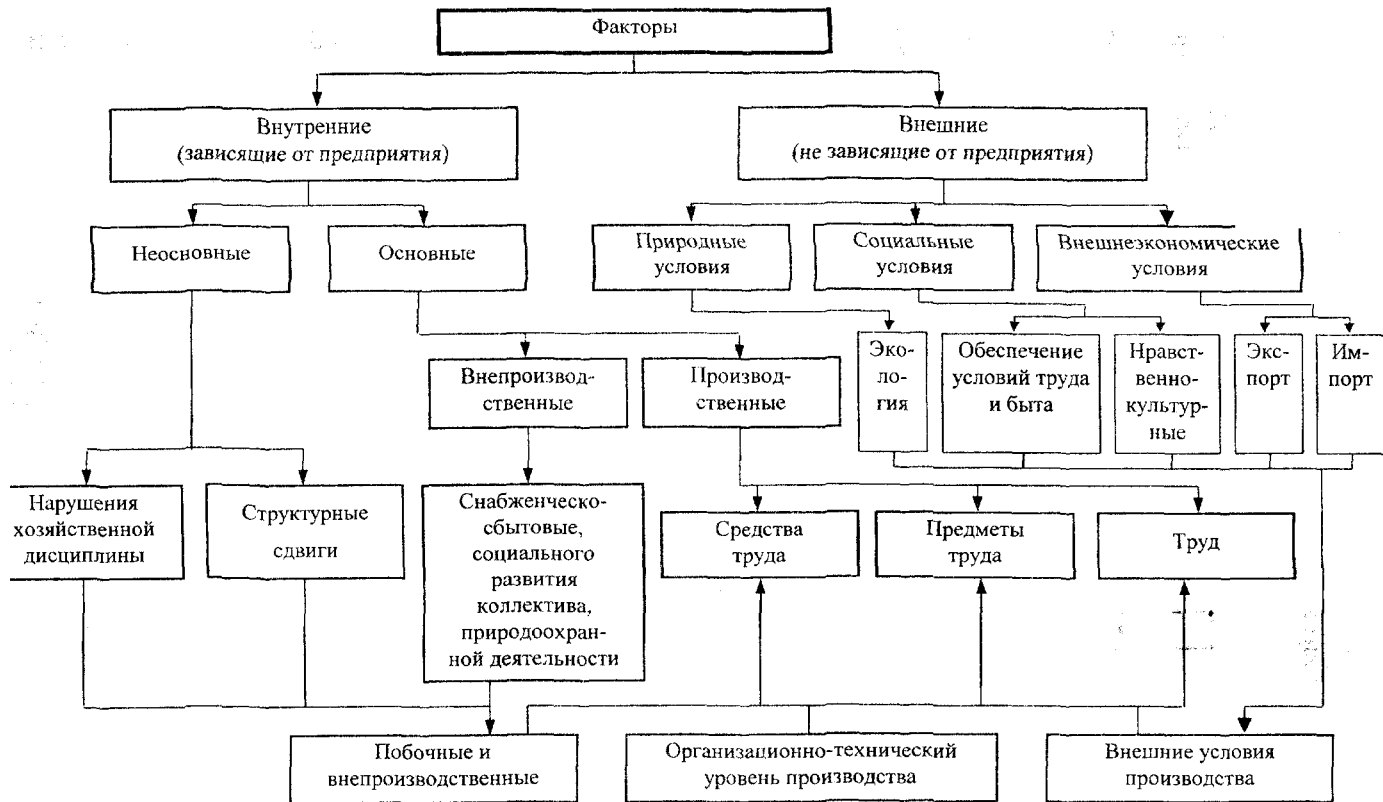 Факторы
Внутренние
(зависящие от предприятия)
Внешние
(не зависящие от предприятия)
Неосновные
Основные
Природные
условия
Социальные
условия
Внешнеэкономические
условия
Внепроизвод-
ственные
Производ-
ственные
Эко-
ло-
гия
Обеспечение
условий труда
и быта
Нравст-
венно-
культур-
ные
Экс-
порт
Им-
порт
Нарушения
хозяйственной
дисциплины
Структурные
сдвиги
Снабженческо-
сбытовые,
социального
развития
коллектива,
природоохран-
ной деятельности
Средства
труда
Предметы
труда
Труд
Побочные и
внепроизводственные
Организационно-технический
уровень производства
Внешние условия
производства